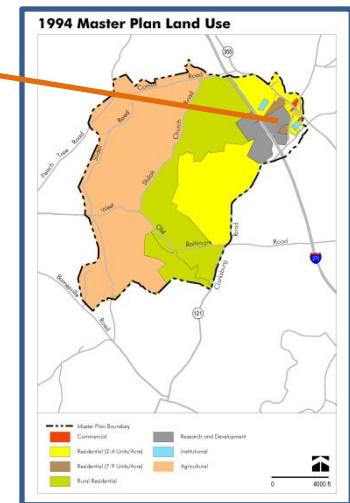 1994 Master Plan Land Use
355
Comus Road
Road
Peach Tree Road
Church
Shiloh
West
Old
Baltimore
Road
Road
Clarksburg
270
Road
121
Master Plan Boundary
Commercial
Residential (2-4 Units/Acre)
Residential (7-9 Units/Acre)
Rural Residential
Research and Development
Institutional
Agricultural
0
4000 ft